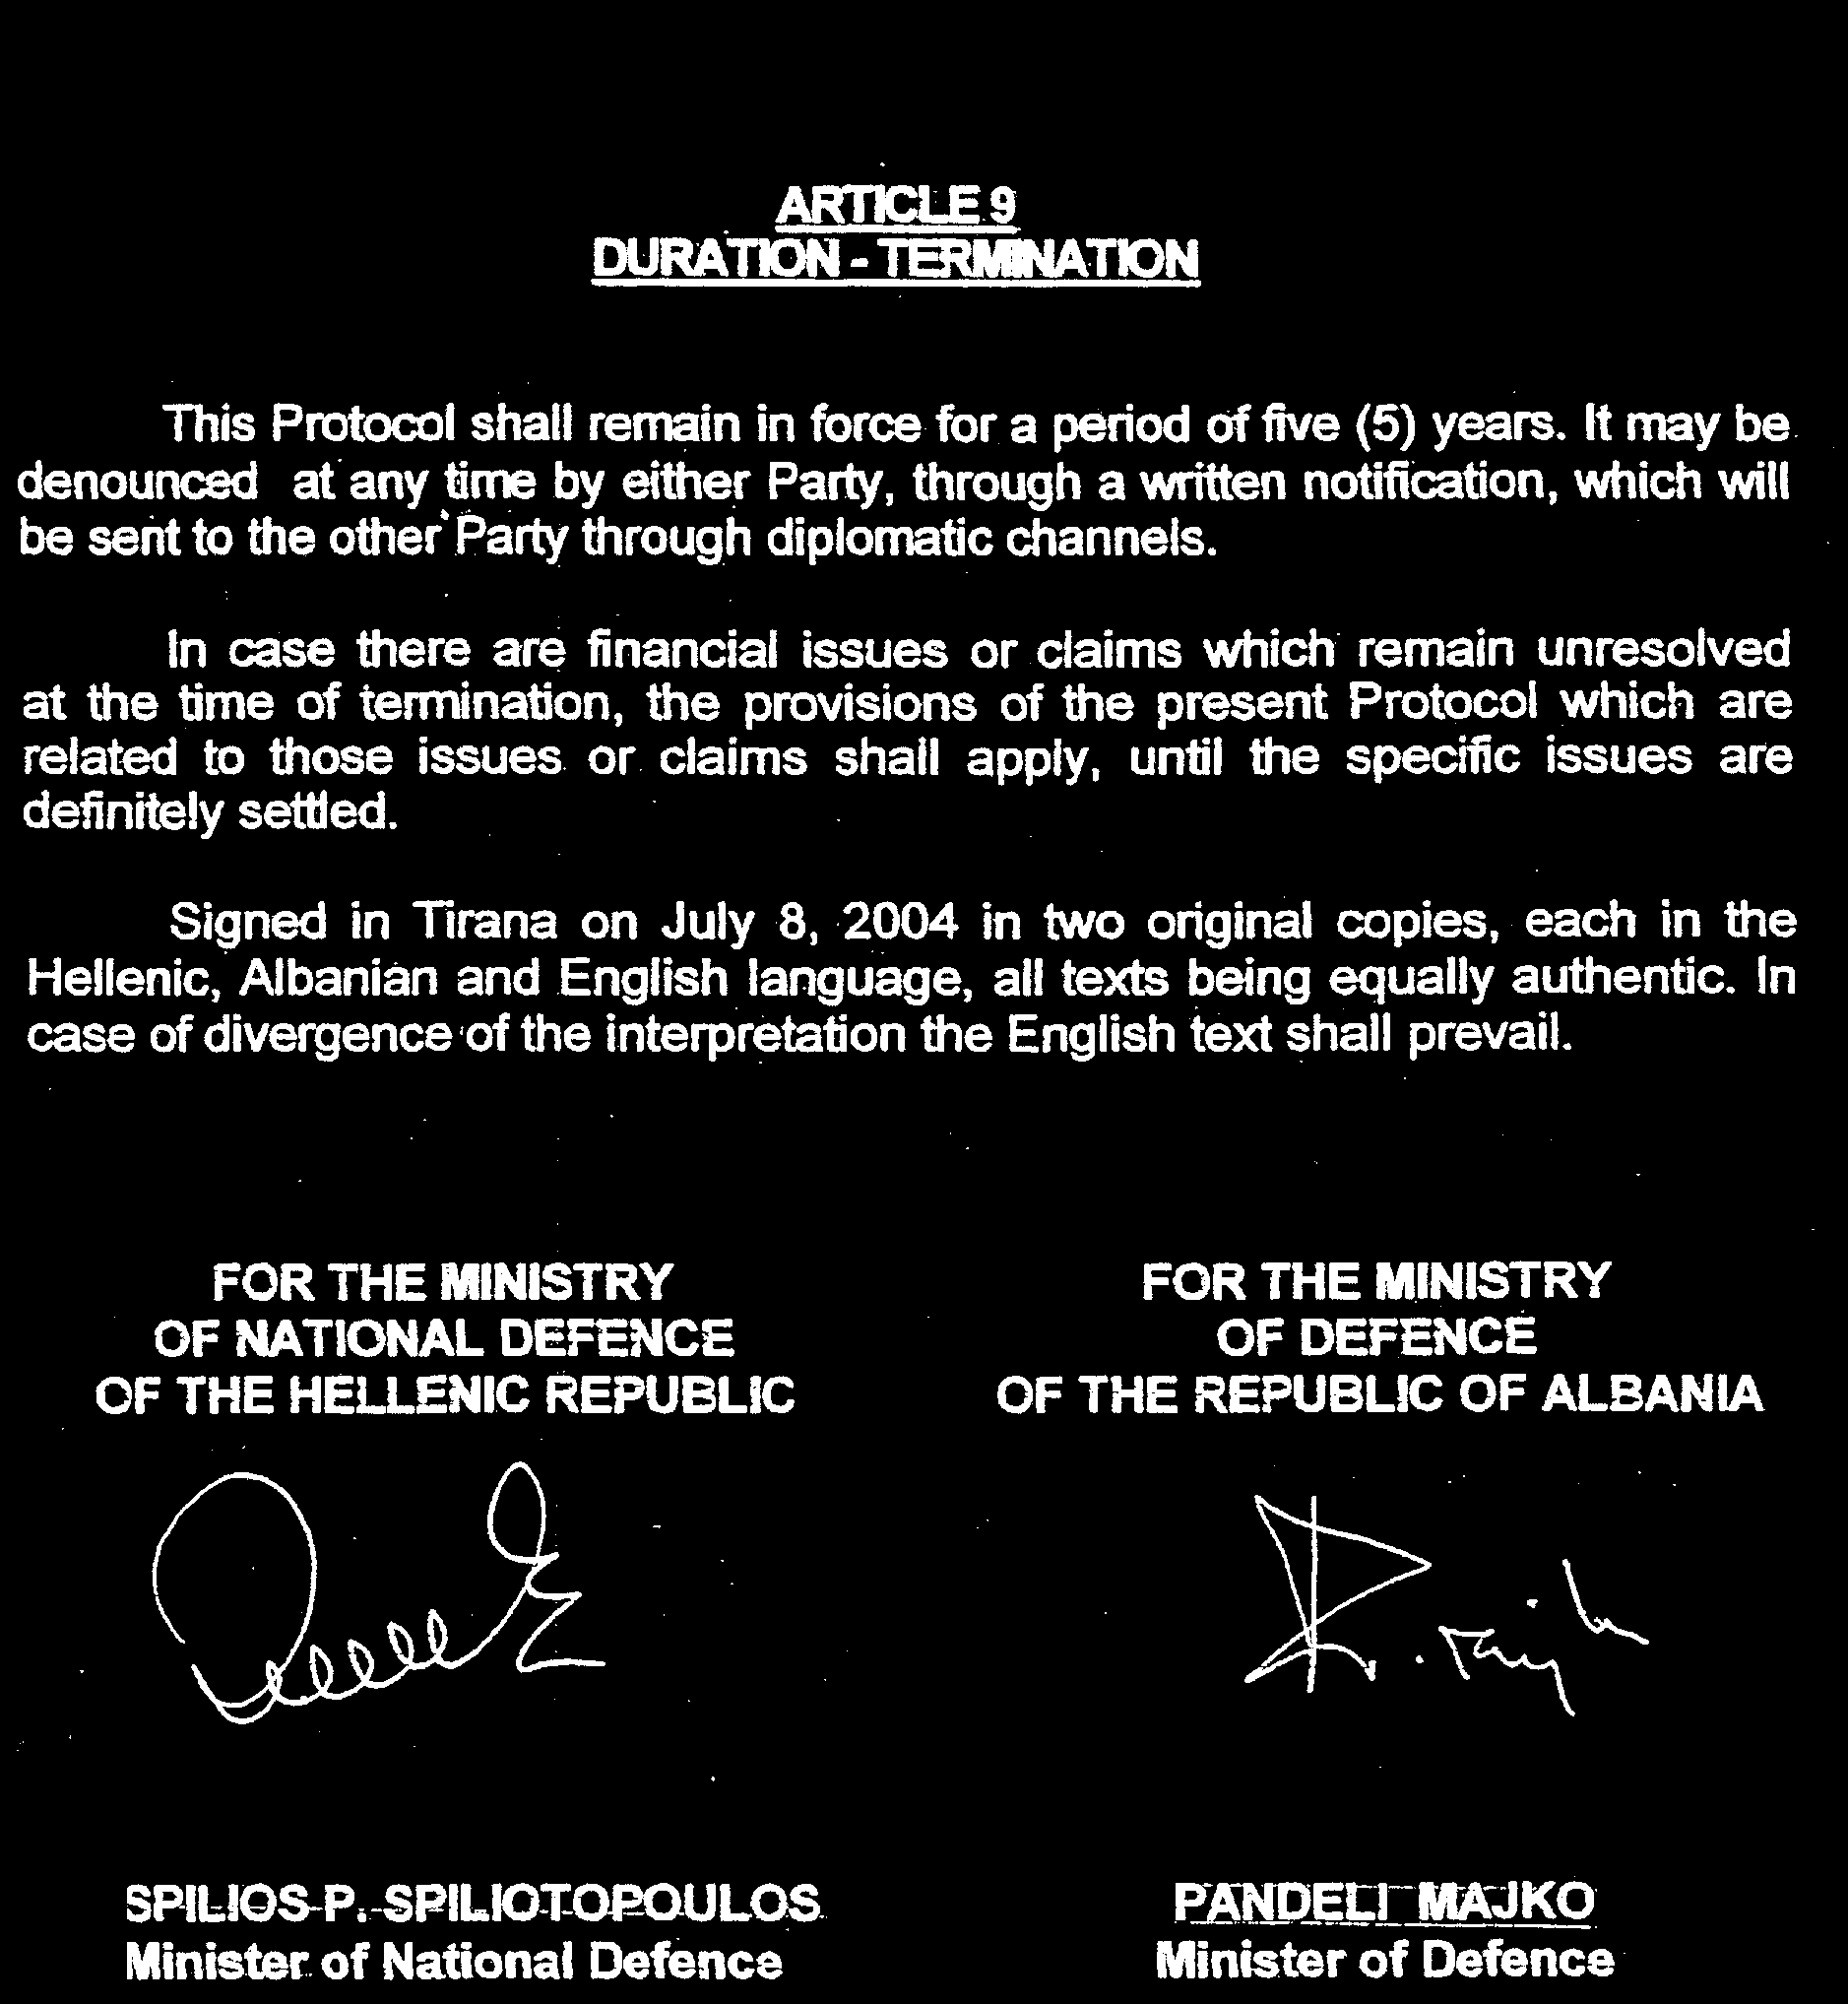 ARTICLE 9
DURATION - TERMINATION
This Protocol shall remain in force for a period of five (5) years. It may be
denounced at any time by either Party, through a written notification, which will
be sent to the other Party through diplomatic channels.
In case there are financial issues or claims which remain unresolved
at the time of termination, the provisions of the present Protocol which are
related to those issues or claims shall apply, until the specific issues are
definitely settled.
Signed in Tirana on July 8, 2004 in two original copies, each in the
Hellenic, Albanian and English language, all texts being equally authentic. In
case of divergence of the interpretation the English text shall prevail.
FOR THE MINISTRY
OF NATIONAL DEFENCE
OF THE HELLENIC REPUBLIC
FOR THE MINISTRY
OF DEFENCE
OF THE REPUBLIC OF ALBANIA
SPILIOS P. SPILIOTOPOULOS
Minister of National Defence
PANDELI MAJKO
Minister of Defence